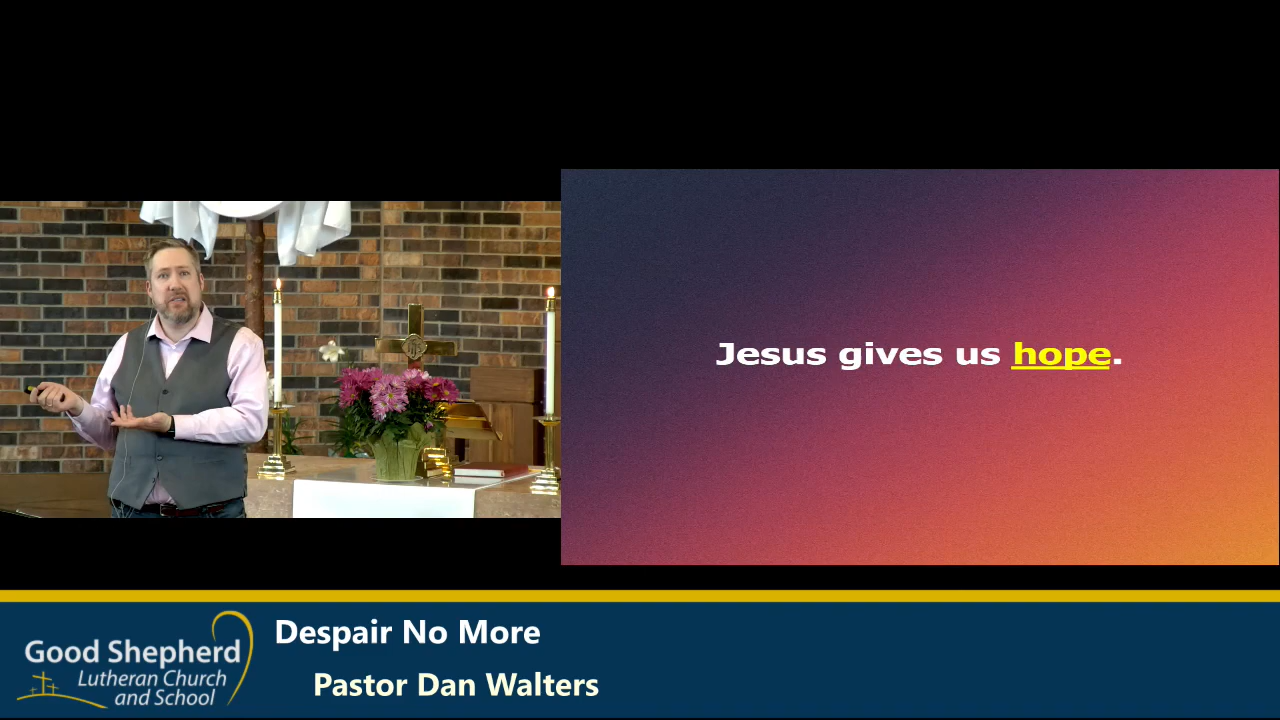 Jesus gives us hope.
Good Shepherd
Lutheran Church
and School
Despair No More
Pastor Dan Walters